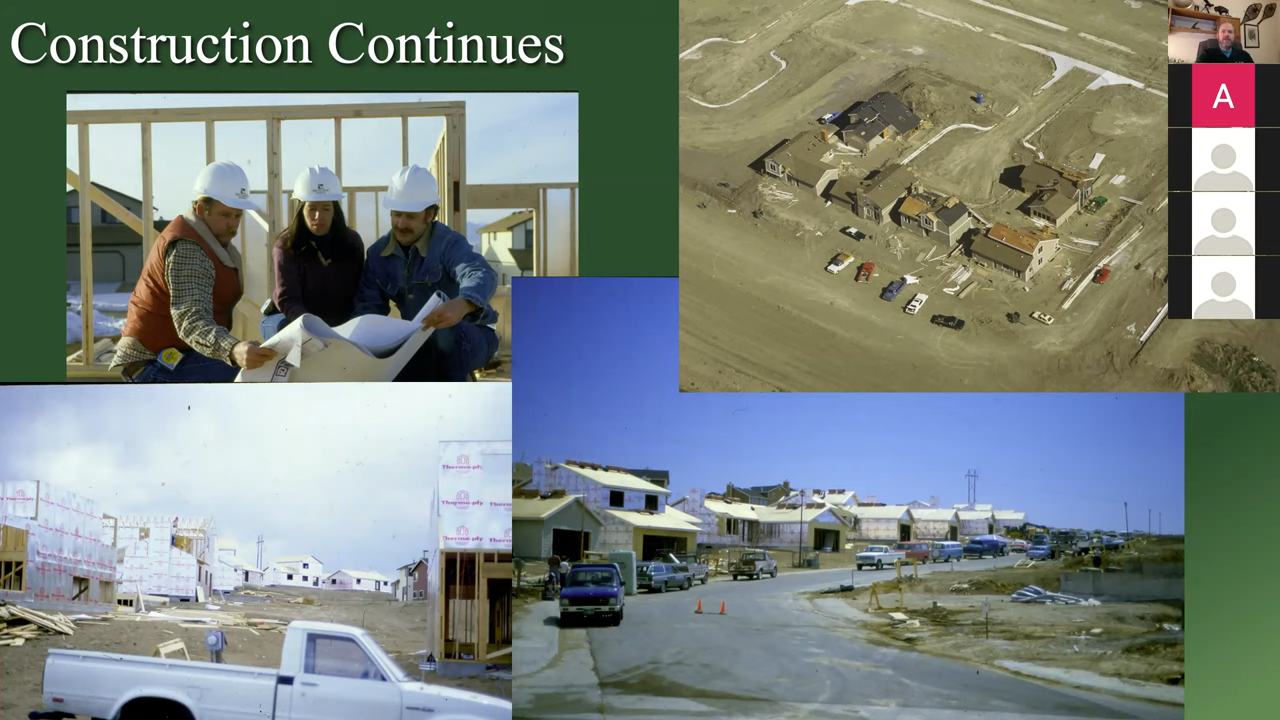 Construction Continues
A
Thermo-ply
Thermo-ply
Thermo-ply